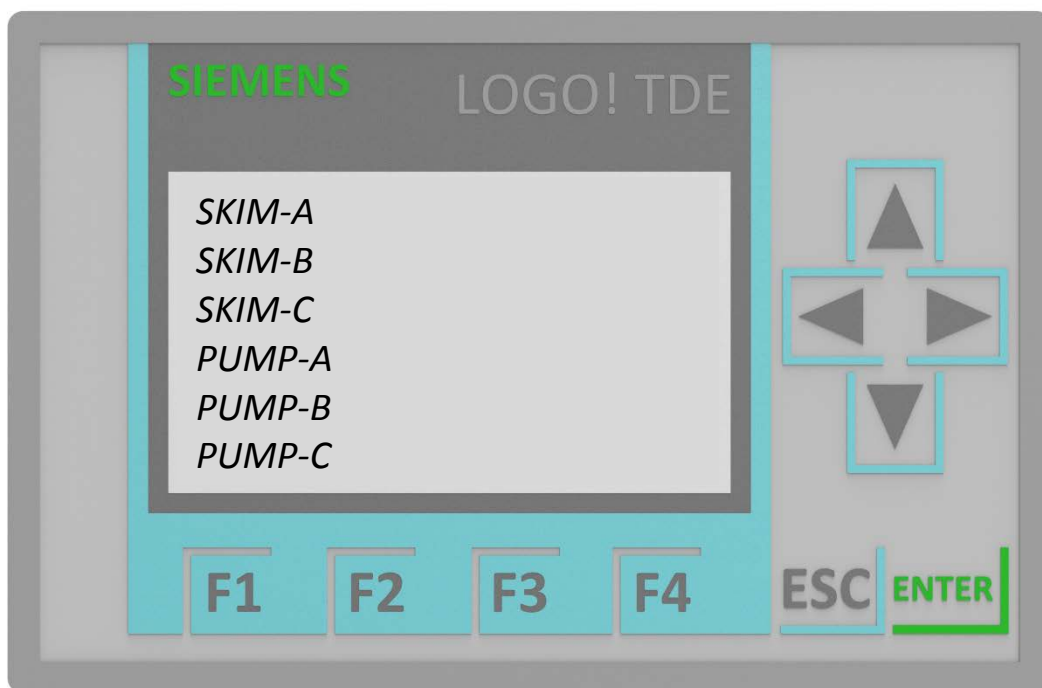 SIEMENS LOGO! TDE
SKIM-A
SKIM-B
SKIM-C
PUMP-A
PUMP-B
PUMP-C
F1 F2 F3 F4 ESC ENTER